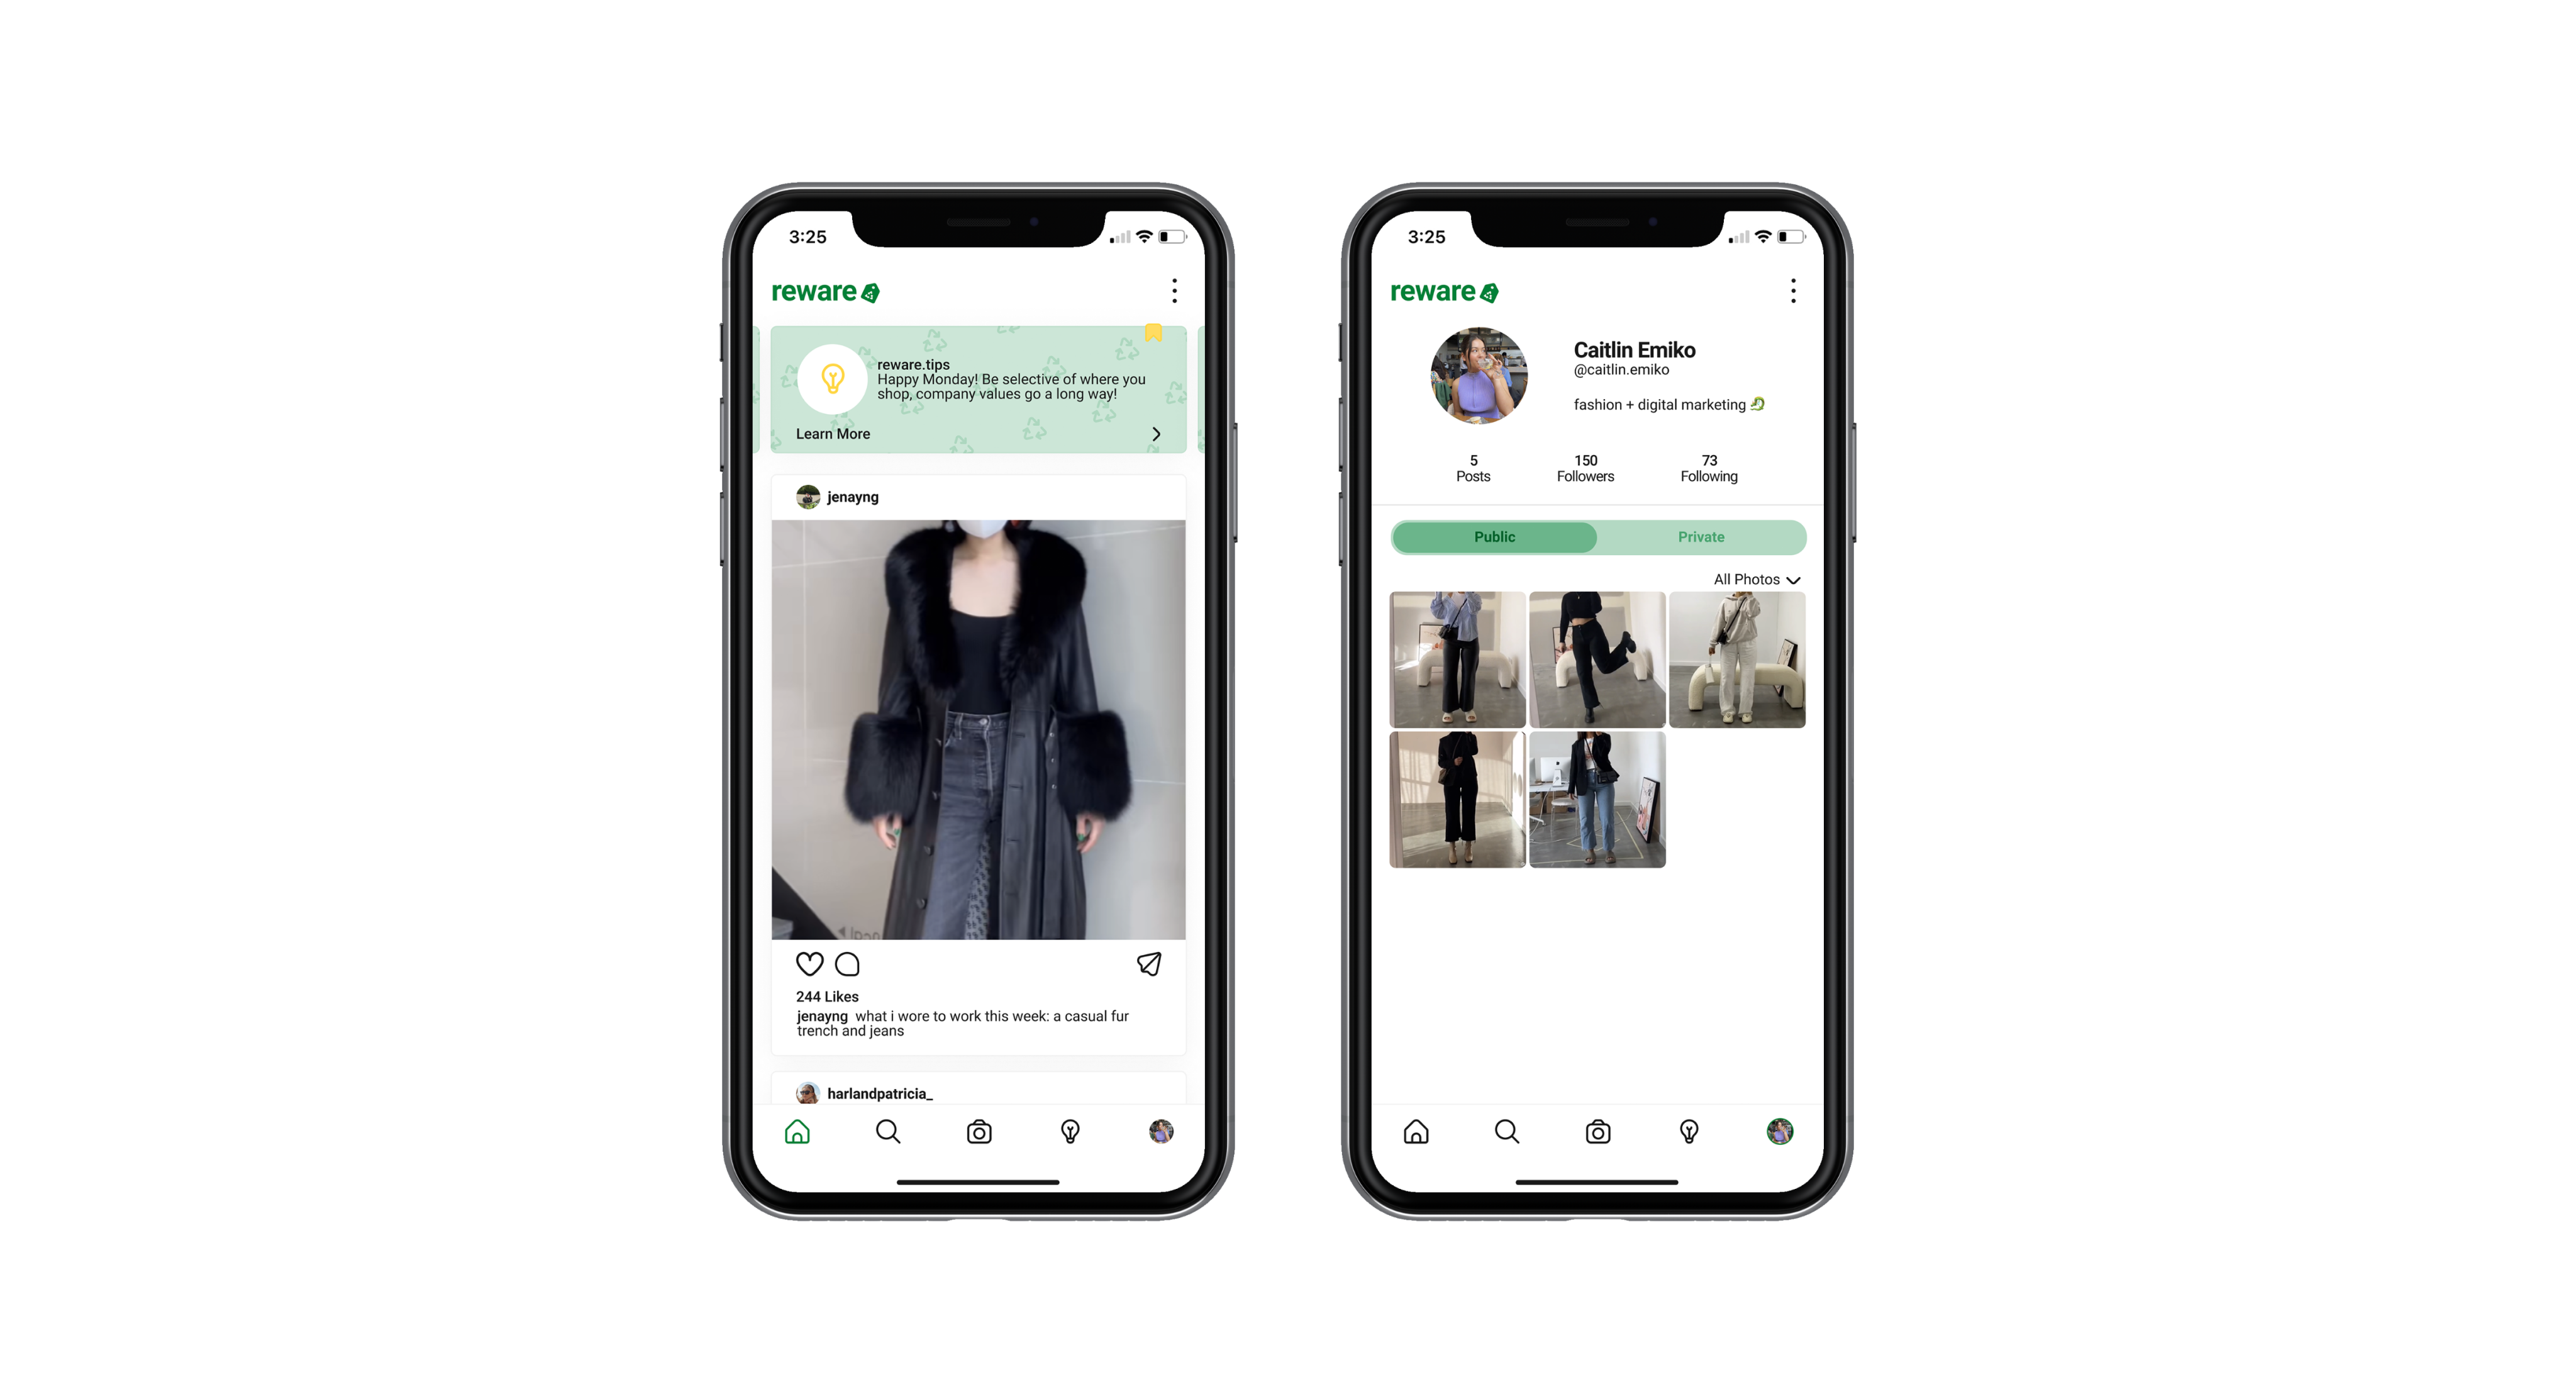 3:25
reware
reware.tips
Happy Monday! Be selective of where you
shop, company values go a long way!
Learn More
jenayng
244 Likes
jenayng what i wore to work this week: a casual fur
trench and jeans
harlandpatricia_
3:25
reware
Caitlin Emiko
@caitlin.emiko
fashion + digital marketing
5
Posts
150
Followers
73
Following
Public
Private
All Photos